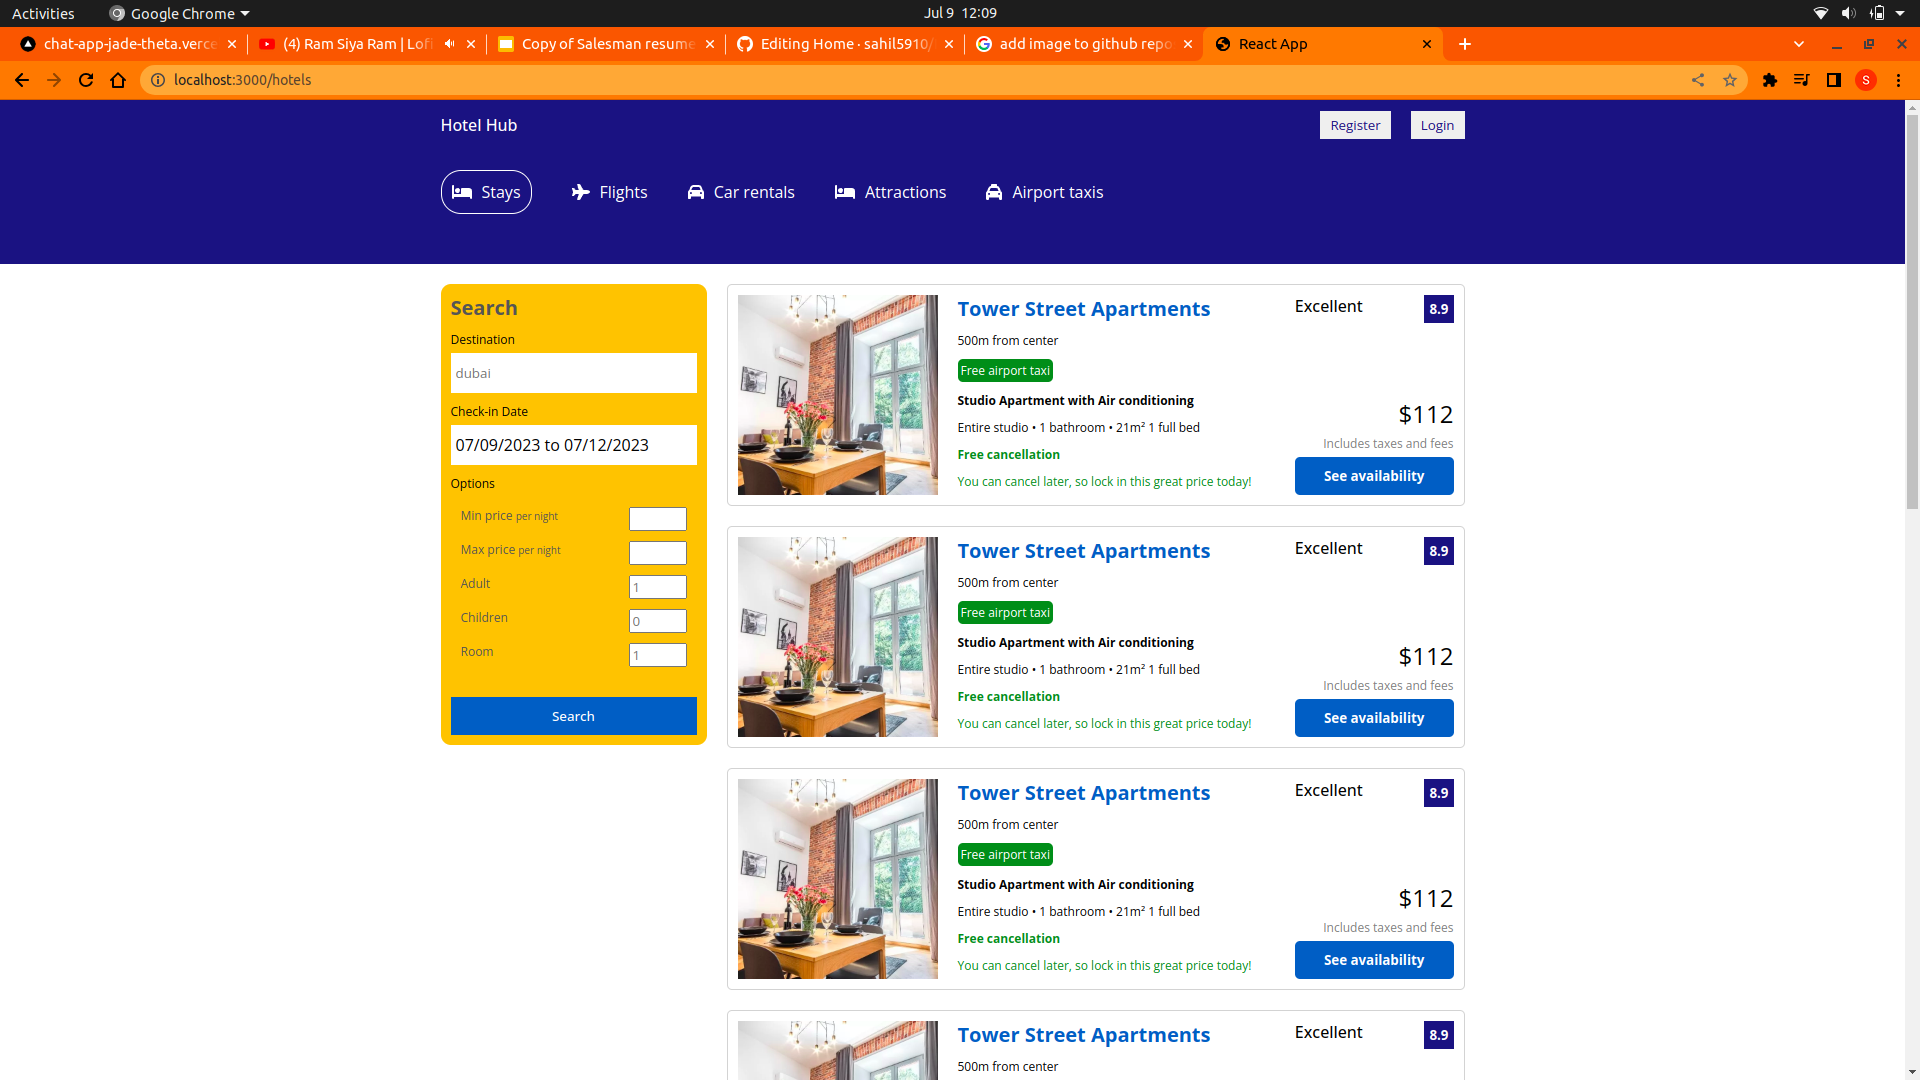 Activities
Google Chrome
Jul 9 12:09
chat-app-jade-theta.verce
(4) Ram Siya Ram | Lofi
Copy of Salesman resume
Editing Home · sahil5910/
add image to github repo
React App
localhost:3000/hotels
S
Hotel Hub
Register
Login
Stays
Flights
Car rentals
Attractions
Airport taxis
Search
Destination
dubai
Check-in Date
07/09/2023 to 07/12/2023
Options
Min price per night
Max price per night
Adult
1
Children
0
Room
1
Search
Tower Street Apartments
500m from center
Free airport taxi
Studio Apartment with Air conditioning
Entire studio • 1 bathroom • 21m² 1 full bed
Free cancellation
You can cancel later, so lock in this great price today!
Excellent
8.9
$112
Includes taxes and fees
See availability
Tower Street Apartments
500m from center
Free airport taxi
Studio Apartment with Air conditioning
Entire studio • 1 bathroom • 21m² 1 full bed
Free cancellation
You can cancel later, so lock in this great price today!
Excellent
8.9
$112
Includes taxes and fees
See availability
Tower Street Apartments
500m from center
Free airport taxi
Studio Apartment with Air conditioning
Entire studio • 1 bathroom • 21m² 1 full bed
Free cancellation
You can cancel later, so lock in this great price today!
Excellent
8.9
$112
Includes taxes and fees
See availability
Tower Street Apartments
500m from center
Excellent
8.9